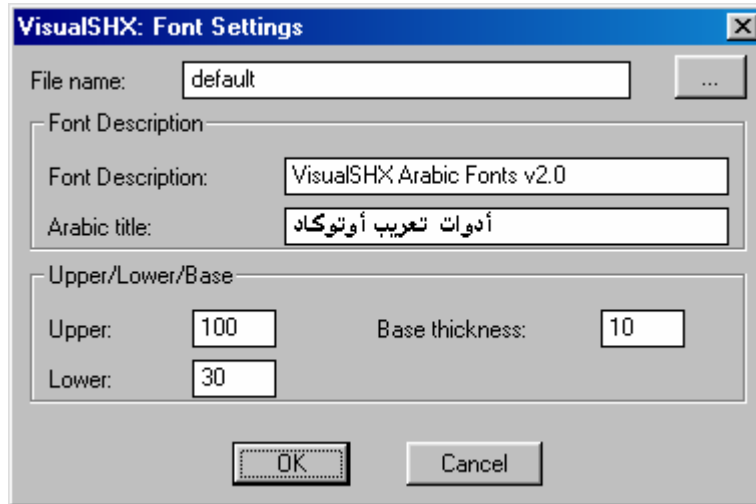 VisualSHX: Font Settings
File name: default ...
Font Description
Font Description: VisualSHX Arabic Fonts v2.0
Arabic title: أدوات تعريب أوتوكاد
Upper/Lower/Base
Upper: 100 Base thickness: 10
Lower: 30
OK Cancel